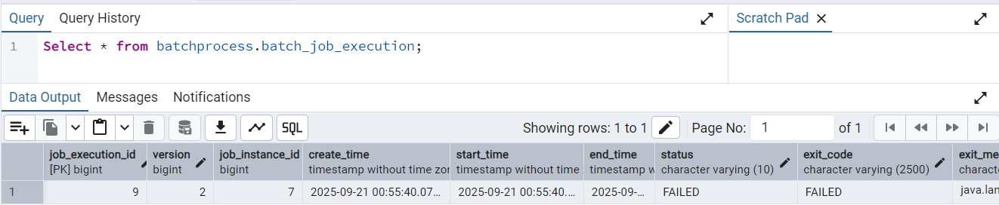 Query Query History Scratch Pad
1 Select * from batchprocess.batch_job_execution;
Data Output Messages Notifications
SQL Showing rows: 1 to 1 Page No: 1 of 1
job_execution_id version job_instance_id create_time start_time end_time status exit_code exit_me
[PK] bigint bigint bigint timestamp without time zor timestamp without time timestamp w character varying (10) character varying (2500) charact
1 9 2 7 2025-09-21 00:55:40.07... 2025-09-21 00:55:40.... 2025-09-... FAILED FAILED java.lan